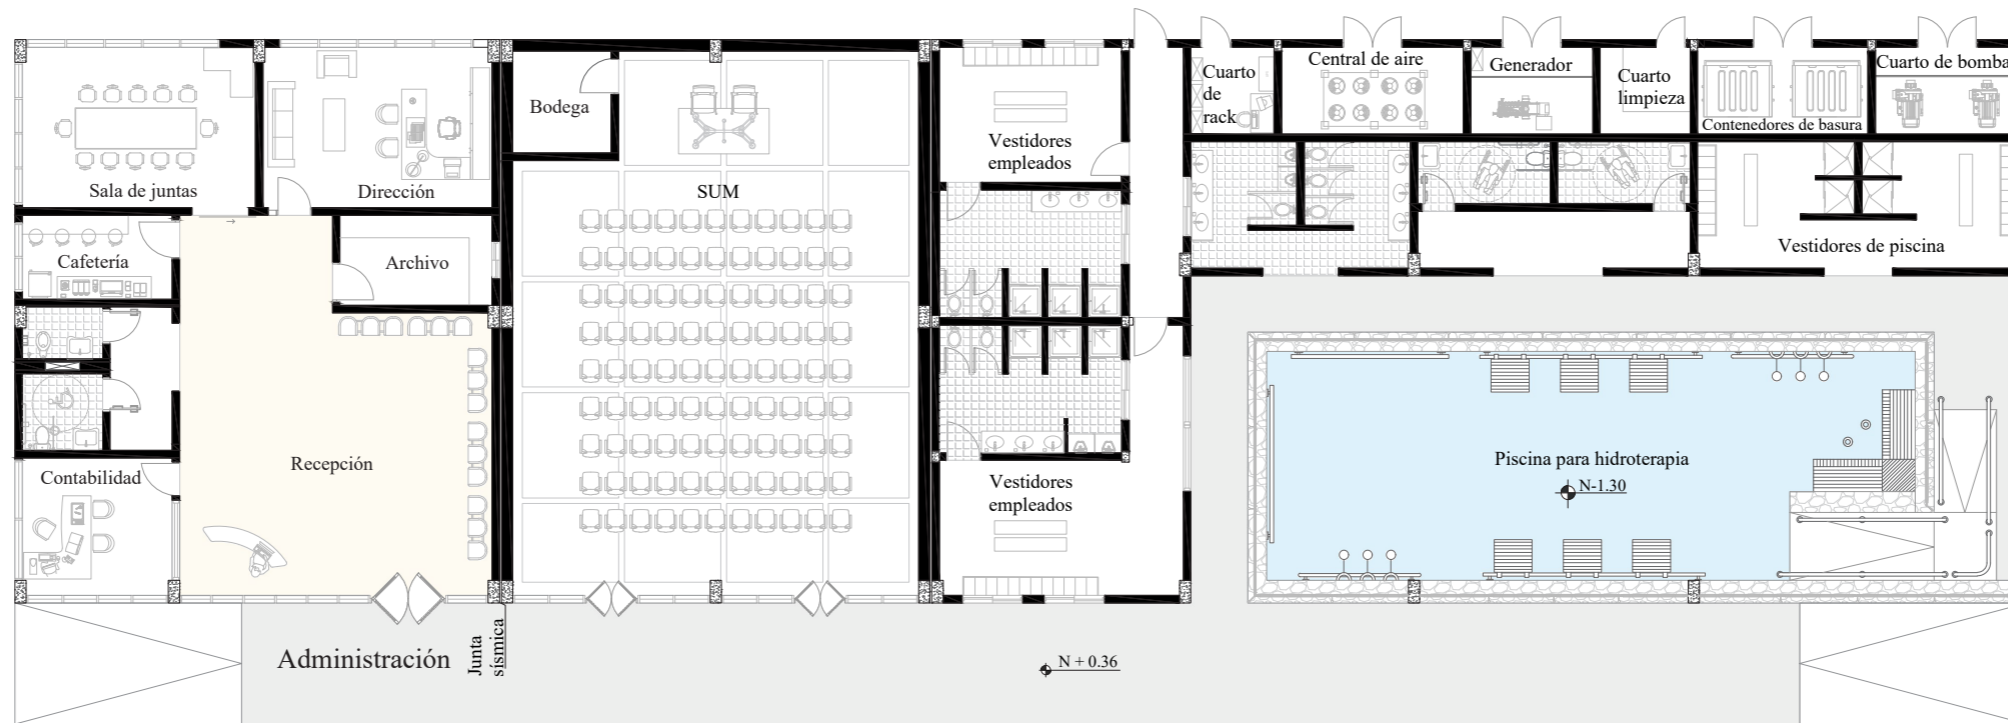 Sala de juntas
Dirección
Cafetería
Archivo
Contabilidad
Recepción
Administración
Junta
sísmica
Bodega
SUM
Vestidores
empleados
Vestidores
empleados
N + 0.36
Cuarto
de
rack
Central de aire
Generador
Cuarto
limpieza
Contenedores de basura
Cuarto de bomba
Vestidores de piscina
Piscina para hidroterapia
N-1.30